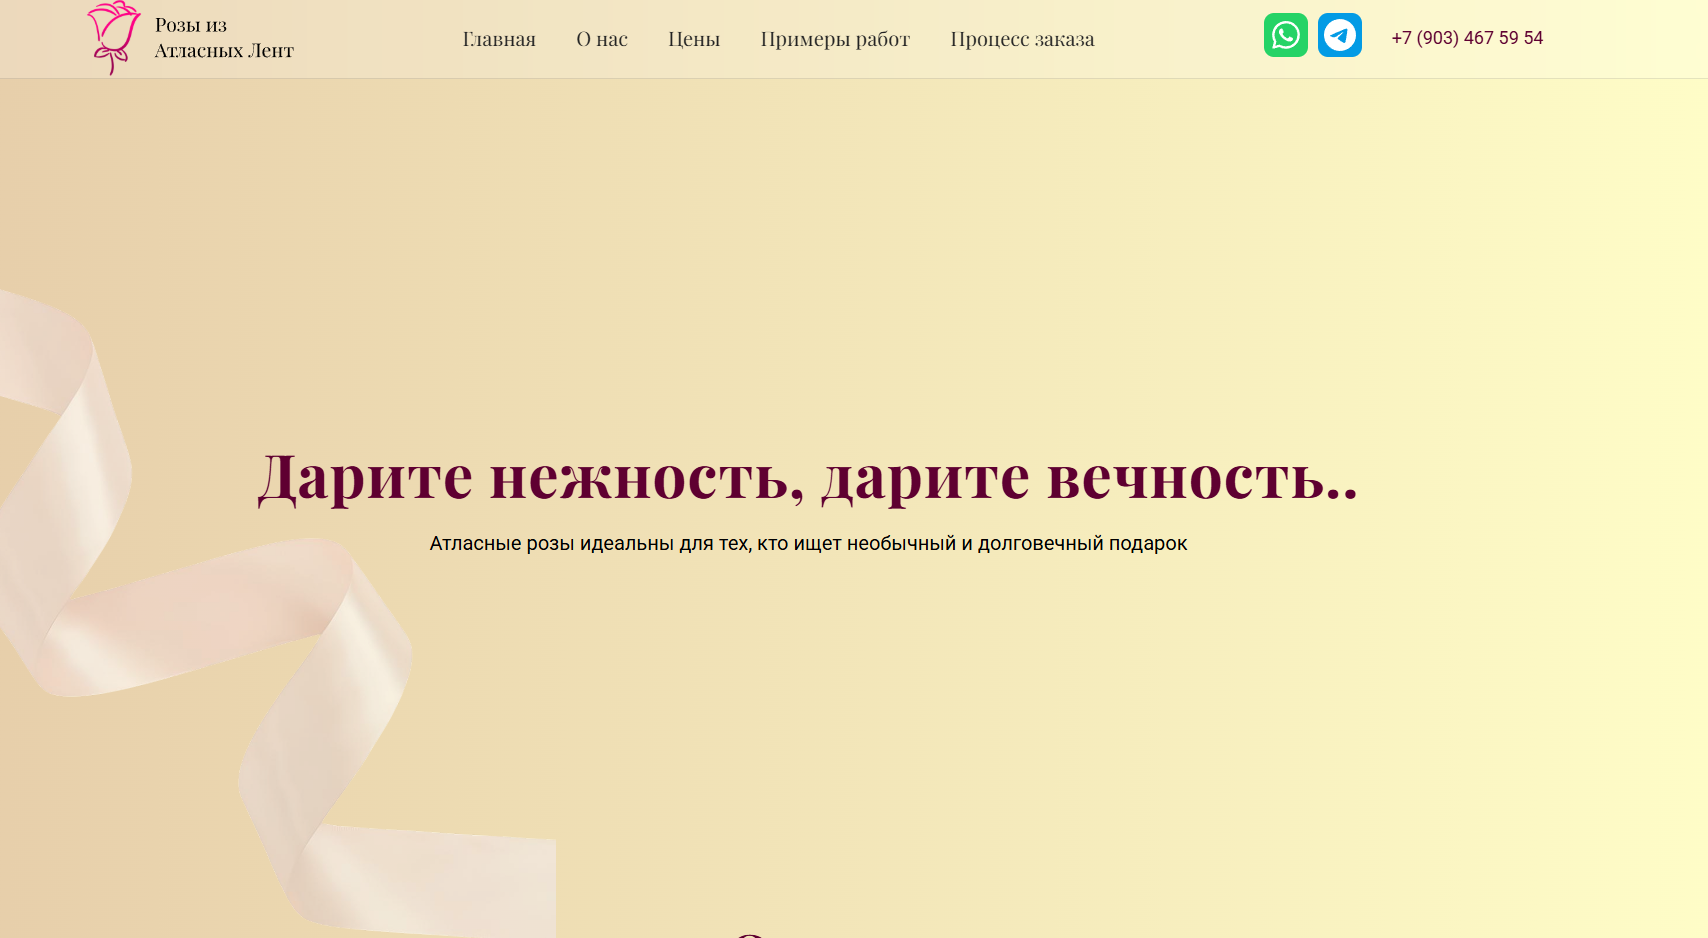 Розы из
Атласных Лент
Главная О нас Цены Примеры работ Процесс заказа
+7 (903) 467 59 54
Дарите нежность, дарите вечность..
Атласные розы идеальны для тех, кто ищет необычный и долговечный подарок